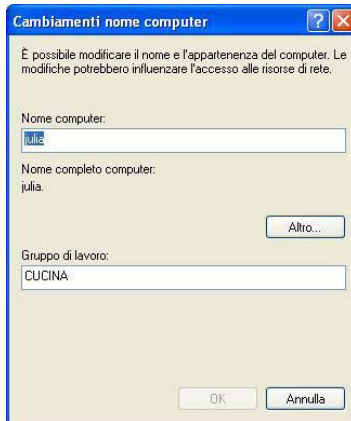 Cambiamenti nome computer
È possibile modificare il nome e l'appartenenza del computer. Le
modifiche potrebbero influenzare l'accesso alle risorse di rete.
Nome computer:
julia
Nome completo computer:
julia.
Altro...
Gruppo di lavoro:
CUCINA
OK
Annulla